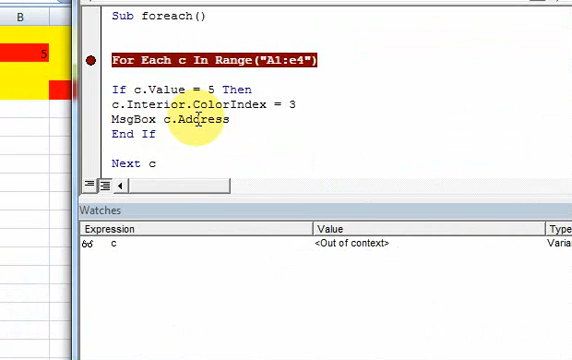 B
5
Sub foreach()
For Each c In Range("A1:e4")
If c.Value = 5 Then
c.Interior.ColorIndex = 3
MsgBox c.Address
End If
Next c
Watches
Expression Value Type
c <Out of context> Varia